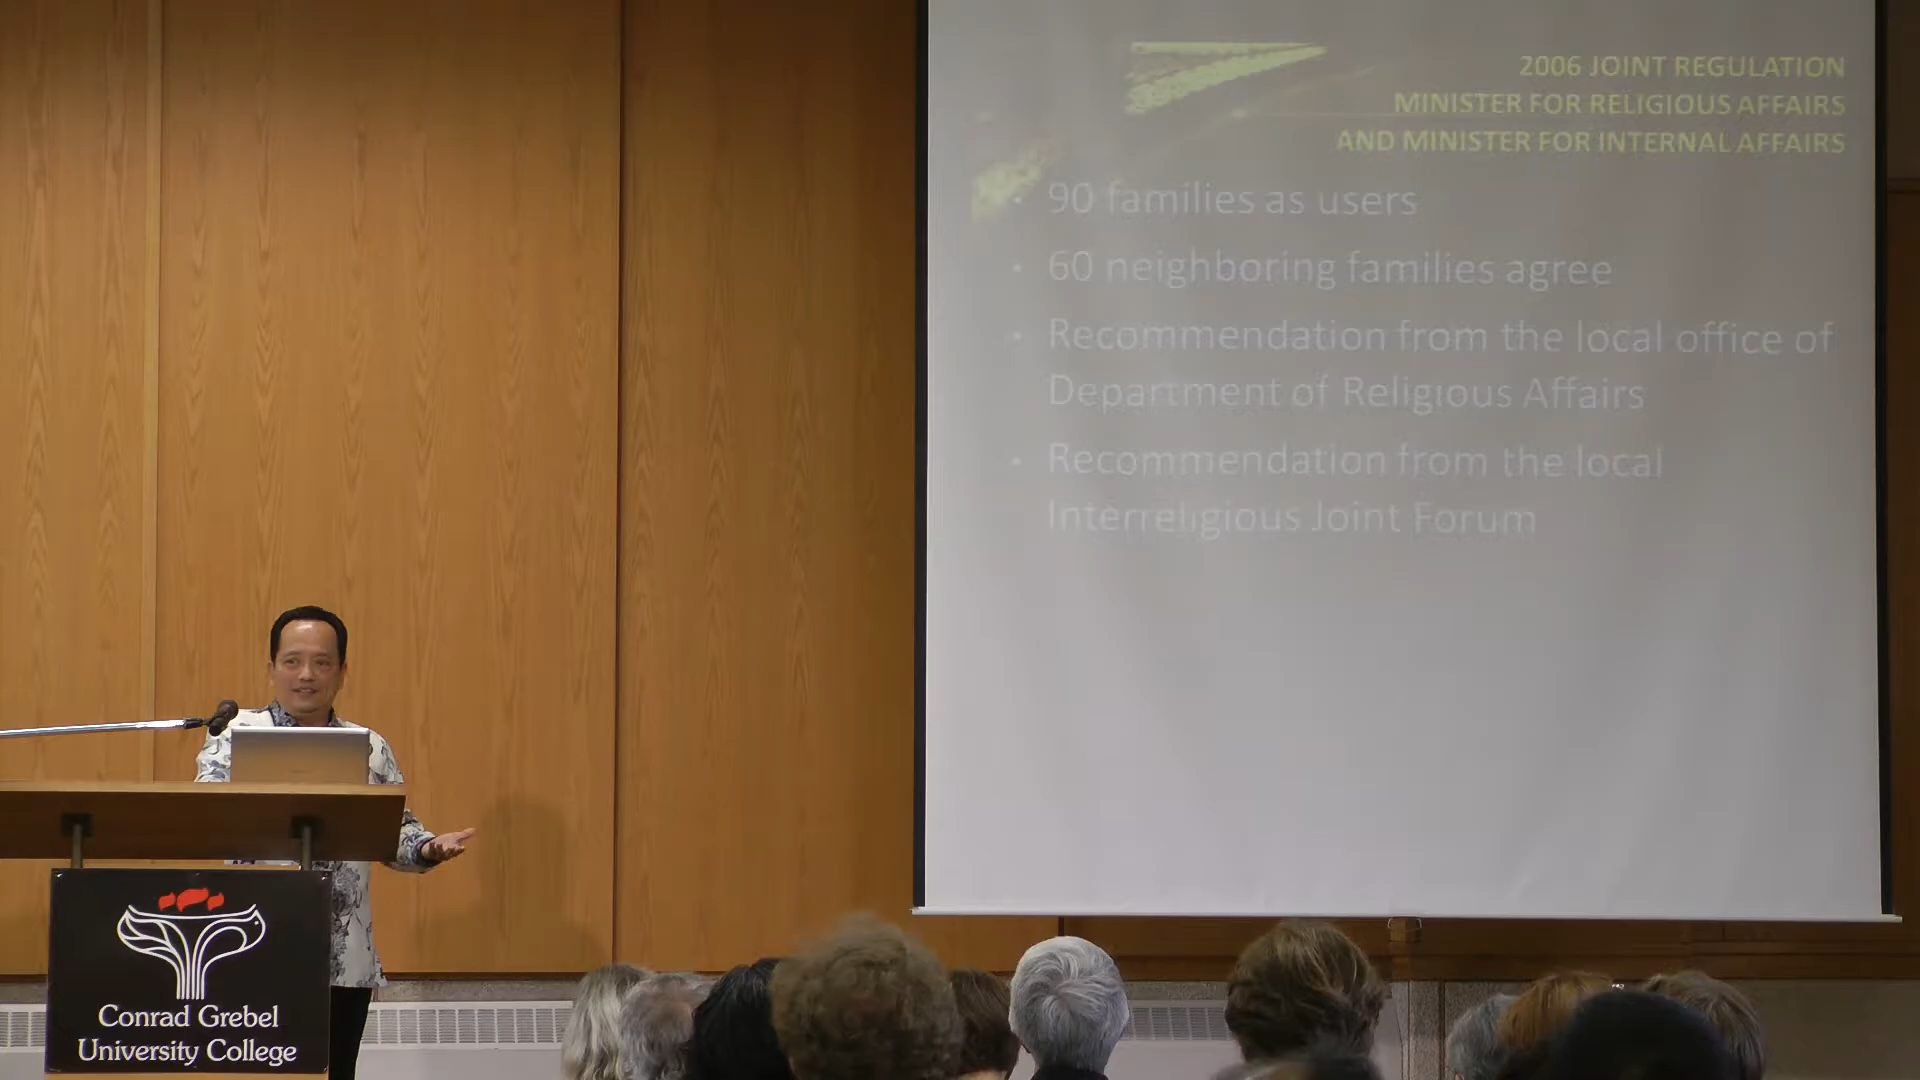 2006 JOINT REGULATION
MINISTER FOR RELIGIOUS AFFAIRS
AND MINISTER FOR INTERNAL AFFAIRS
• 90 families as users
• 60 neighboring families agree
• Recommendation from the local office of
Department of Religious Affairs
• Recommendation from the local
Interreligious Joint Forum
Conrad Grebel
University College